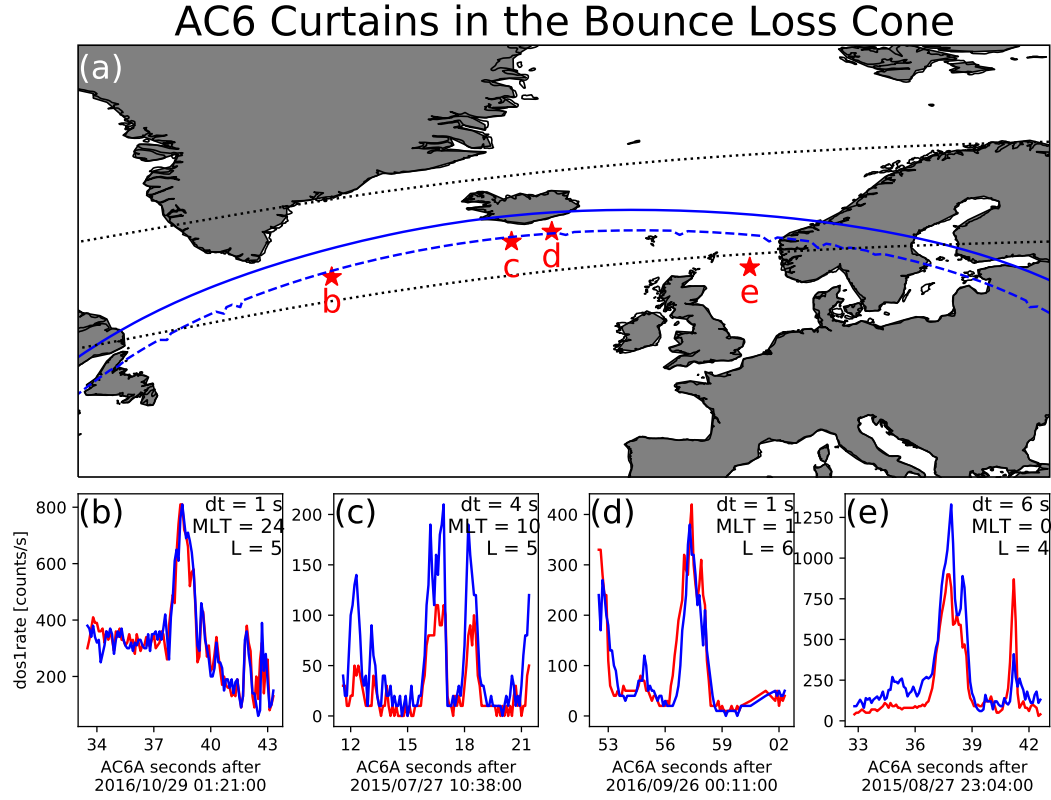 AC6 Curtains in the Bounce Loss Cone
(a)
b
c
d
e
(b)
dt = 1 s
MLT = 24
L = 5
(c)
dt = 4 s
MLT = 10
L = 5
(d)
dt = 1 s
MLT = 1
L = 6
(e)
dt = 6 s
MLT = 0
L = 4
dos1rate [counts/s]
800
600
400
200
34
37
40
43
AC6A seconds after
2016/10/29 01:21:00
200
150
100
50
0
12
15
18
21
AC6A seconds after
2015/07/27 10:38:00
400
300
200
100
0
53
56
59
02
AC6A seconds after
2016/09/26 00:11:00
1250
1000
750
500
250
0
33
36
39
42
AC6A seconds after
2015/08/27 23:04:00